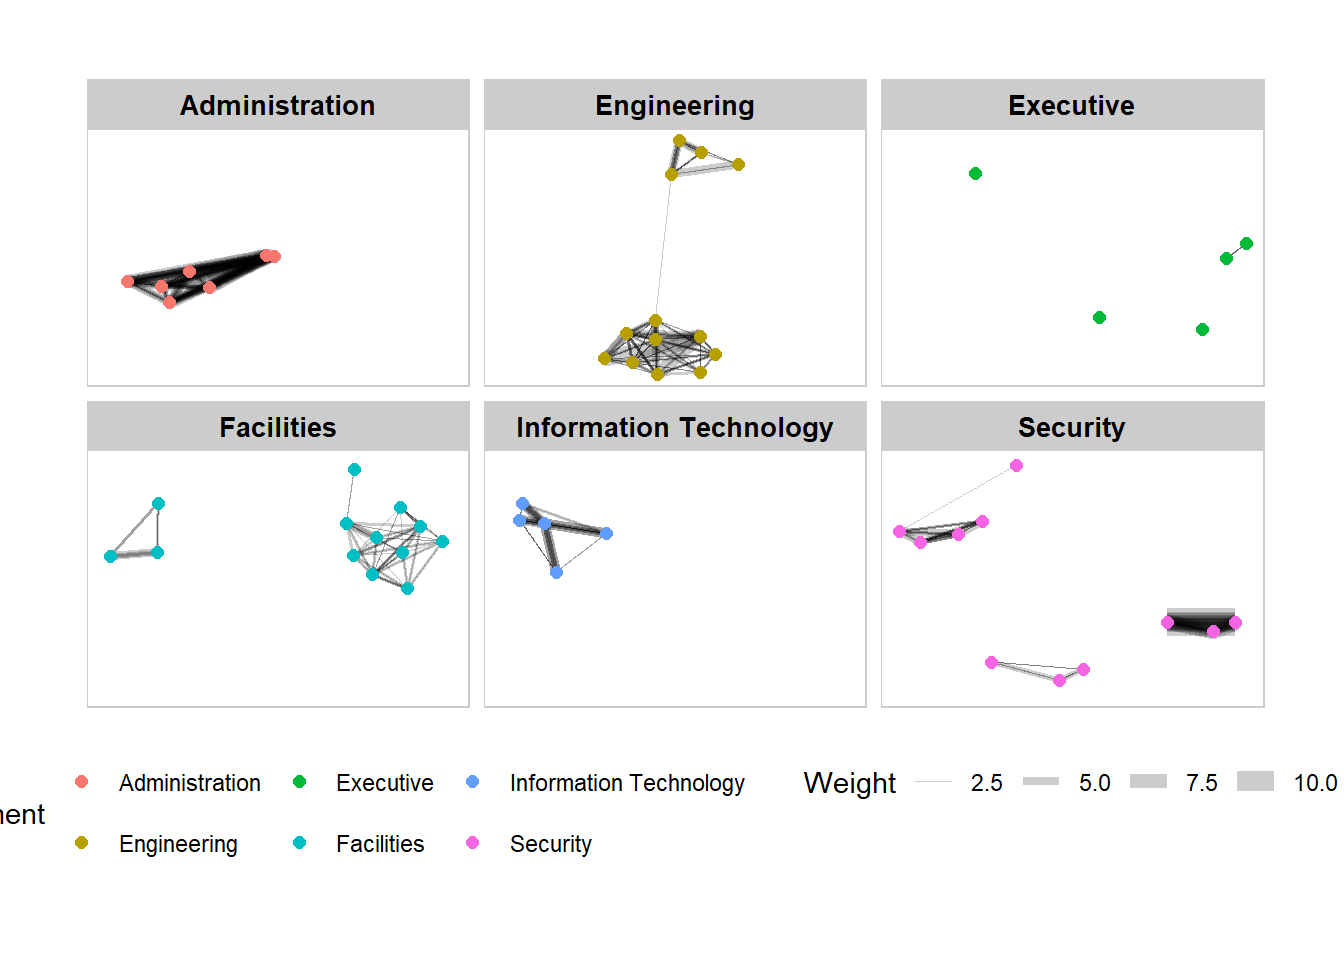 Administration
Engineering
Executive
Facilities
Information Technology
Security
Administration
Executive
Information Technology
Engineering
Facilities
Security
Weight
2.5
5.0
7.5
10.0